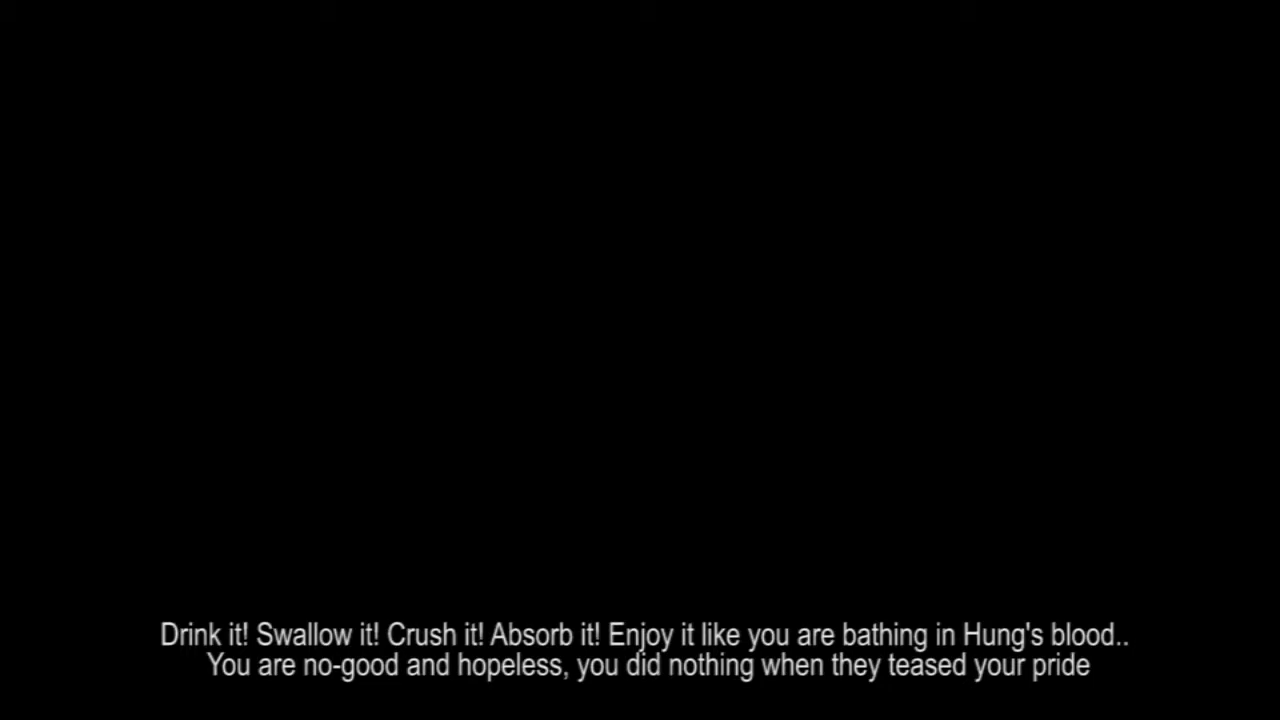 Drink it! Swallow it! Crush it! Absorb it! Enjoy it like you are bathing in Hung's blood..
You are no-good and hopeless, you did nothing when they teased your pride